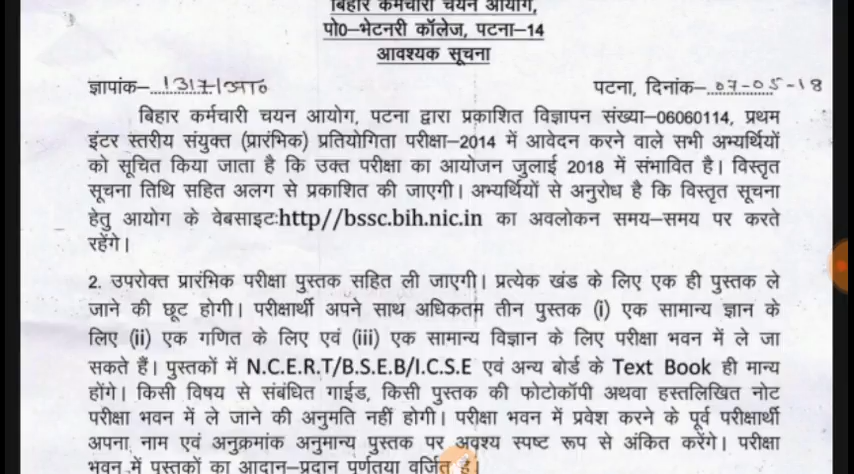 बिहार कर्मचारी चयन आयोग,
पो0–भेटनरी कॉलेज, पटना–14
आवश्यक सूचना
ज्ञापांक–...1317/आ0 पटना, दिनांक–..07-05-18
बिहार कर्मचारी चयन आयोग, पटना द्वारा प्रकाशित विज्ञापन संख्या–06060114, प्रथम
इंटर स्तरीय संयुक्त (प्रारंभिक) प्रतियोगिता परीक्षा–2014 में आवेदन करने वाले सभी अभ्यर्थियों
को सूचित किया जाता है कि उक्त परीक्षा का आयोजन जुलाई 2018 में संभावित है। विस्तृत
सूचना तिथि सहित अलग से प्रकाशित की जाएगी। अभ्यर्थियों से अनुरोध है कि विस्तृत सूचना
हेतु आयोग के वेबसाइटःhttp//bssc.bih.nic.in का अवलोकन समय–समय पर करते
रहेंगे।
2. उपरोक्त प्रारंभिक परीक्षा पुस्तक सहित ली जाएगी। प्रत्येक खंड के लिए एक ही पुस्तक ले
जाने की छूट होगी। परीक्षार्थी अपने साथ अधिकतम तीन पुस्तक (i) एक सामान्य ज्ञान के
लिए (ii) एक गणित के लिए एवं (iii) एक सामान्य विज्ञान के लिए परीक्षा भवन में ले जा
सकते हैं। पुस्तकों में N.C.E.R.T/B.S.E.B/I.C.S.E एवं अन्य बोर्ड के Text Book ही मान्य
होंगे। किसी विषय से संबंधित गाईड, किसी पुस्तक की फोटोकॉपी अथवा हस्तलिखित नोट
परीक्षा भवन में ले जाने की अनुमति नहीं होगी। परीक्षा भवन में प्रवेश करने के पूर्व परीक्षार्थी
अपना नाम एवं अनुक्रमांक अनुमान्य पुस्तक पर अवश्य स्पष्ट रूप से अंकित करेंगे। परीक्षा
भवन में पुस्तकों का आदान–प्रदान पूर्णतया वर्जित है।